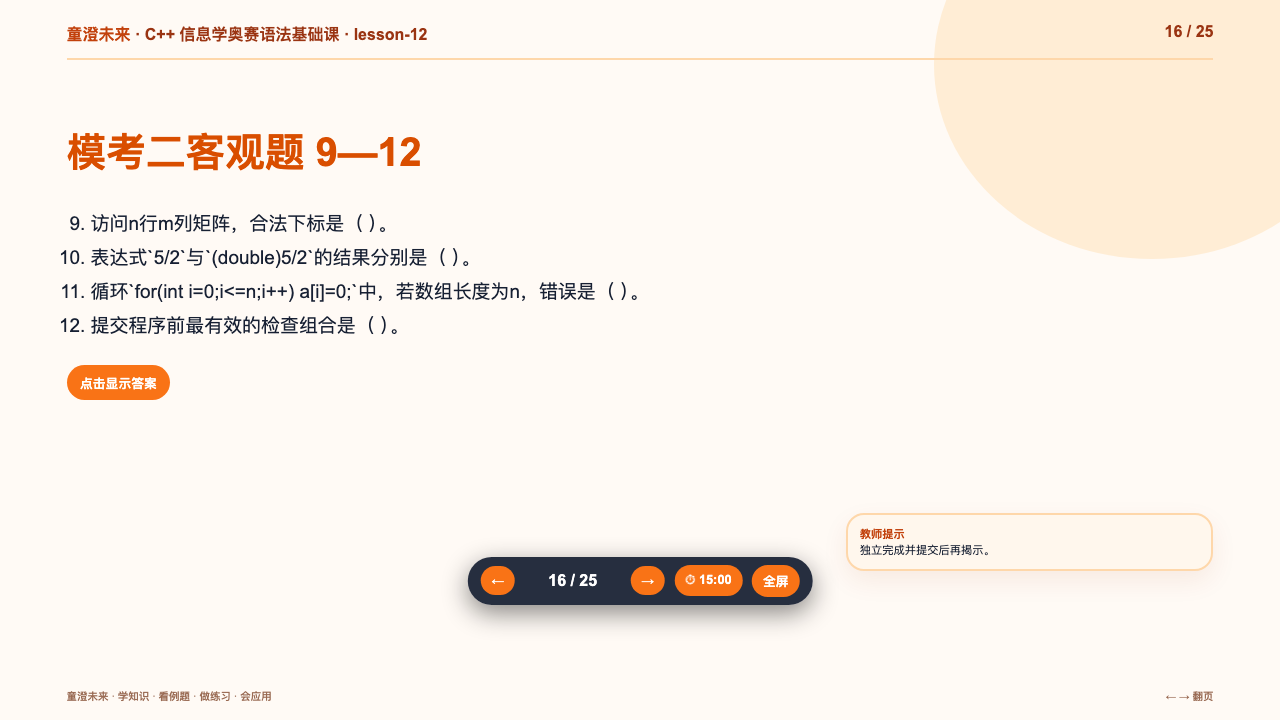 童澄未来 · C++ 信息学奥赛语法基础课 · lesson-12
16 / 25
模考二客观题 9—12
9. 访问n行m列矩阵，合法下标是（ ）。
10. 表达式`5/2`与`(double)5/2`的结果分别是（ ）。
11. 循环`for(int i=0;i<=n;i++) a[i]=0;`中，若数组长度为n，错误是（ ）。
12. 提交程序前最有效的检查组合是（ ）。
点击显示答案
教师提示
独立完成并提交后再揭示。
← 16 / 25 → ⏱ 15:00 全屏
童澄未来 · 学知识 · 看例题 · 做练习 · 会应用
←→ 翻页